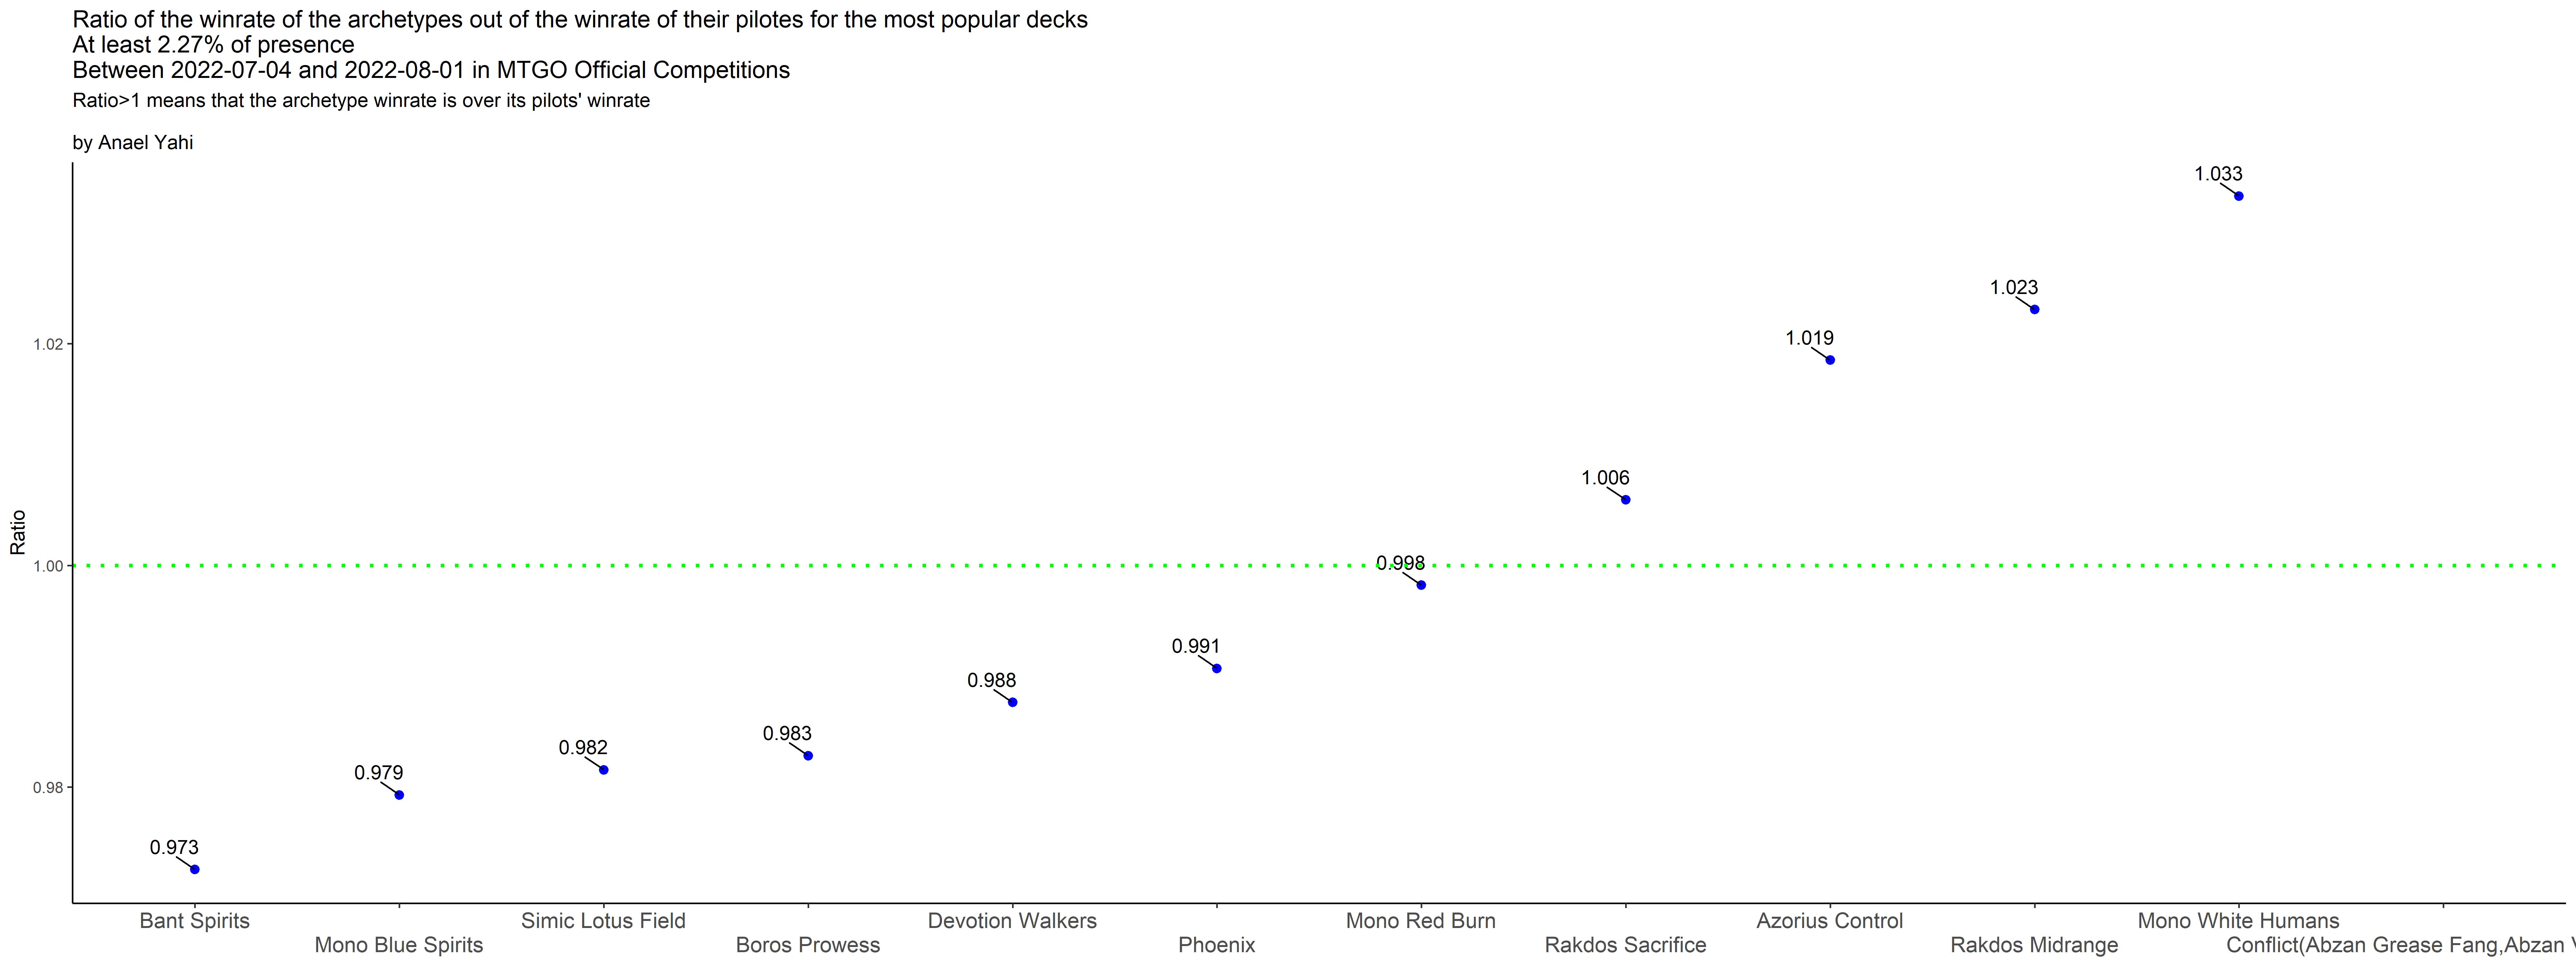 Ratio of the winrate of the archetypes out of the winrate of their pilotes for the most popular decks
At least 2.27% of presence
Between 2022-07-04 and 2022-08-01 in MTGO Official Competitions
Ratio>1 means that the archetype winrate is over its pilots' winrate
by Anael Yahi
1.033
1.023
1.02
1.019
1.006
Ratio
1.00
0.998
0.991
0.988
0.983
0.982
0.979
0.98
0.973
Bant Spirits
Mono Blue Spirits
Simic Lotus Field
Boros Prowess
Devotion Walkers
Phoenix
Mono Red Burn
Rakdos Sacrifice
Azorius Control
Rakdos Midrange
Mono White Humans
Conflict(Abzan Grease Fang,Abzan